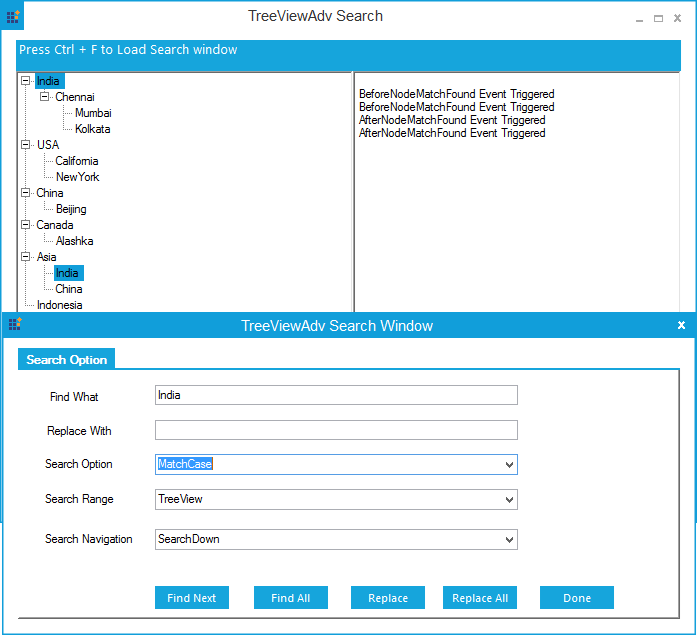 TreeViewAdv Search
Press Ctrl + F to Load Search window
India
Chennai
Mumbai
Kolkata
USA
California
NewYork
China
Beijing
Canada
Alashka
Asia
India
China
Indonesia
BeforeNodeMatchFound Event Triggered
BeforeNodeMatchFound Event Triggered
AfterNodeMatchFound Event Triggered
AfterNodeMatchFound Event Triggered
TreeViewAdv Search Window
Search Option
Find What India
Replace With
Search Option MatchCase
Search Range TreeView
Search Navigation SearchDown
Find Next Find All Replace Replace All Done